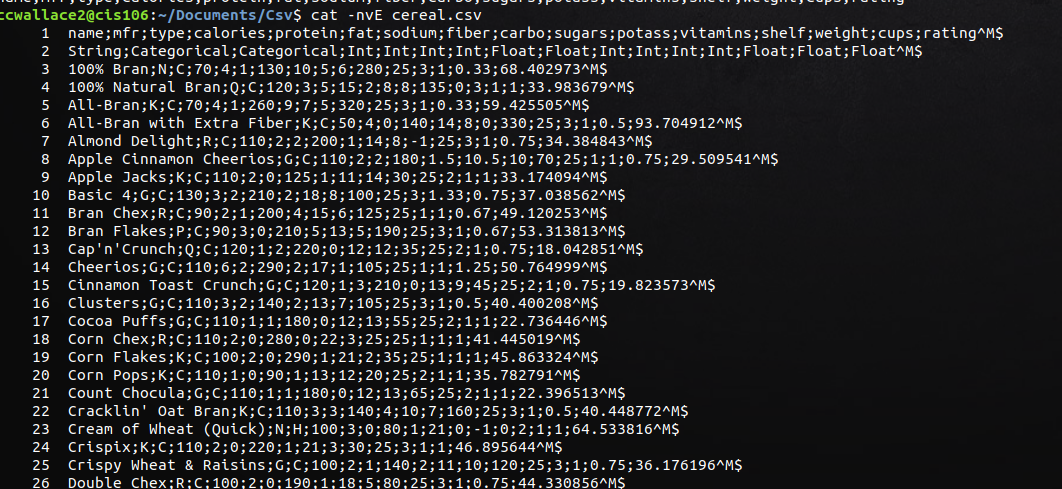 ccwallace2@cis106:~/Documents/Csv$ cat -nvE cereal.csv
1 name;mfr;type;calories;protein;fat;sodium;fiber;carbo;sugars;potass;vitamins;shelf;weight;cups;rating^M$
2 String;Categorical;Categorical;Int;Int;Int;Int;Float;Float;Int;Int;Int;Int;Float;Float;Float^M$
3 100% Bran;N;C;70;4;1;130;10;5;6;280;25;3;1;0.33;68.402973^M$
4 100% Natural Bran;Q;C;120;3;5;15;2;8;8;135;0;3;1;1;33.983679^M$
5 All-Bran;K;C;70;4;1;260;9;7;5;320;25;3;1;0.33;59.425505^M$
6 All-Bran with Extra Fiber;K;C;50;4;0;140;14;8;0;330;25;3;1;0.5;93.704912^M$
7 Almond Delight;R;C;110;2;2;200;1;14;8;-1;25;3;1;0.75;34.384843^M$
8 Apple Cinnamon Cheerios;G;C;110;2;2;180;1.5;10.5;10;70;25;1;1;0.75;29.509541^M$
9 Apple Jacks;K;C;110;2;0;125;1;11;14;30;25;2;1;1;33.174094^M$
10 Basic 4;G;C;130;3;2;210;2;18;8;100;25;3;1.33;0.75;37.038562^M$
11 Bran Chex;R;C;90;2;1;200;4;15;6;125;25;1;1;0.67;49.120253^M$
12 Bran Flakes;P;C;90;3;0;210;5;13;5;190;25;3;1;0.67;53.313813^M$
13 Cap'n'Crunch;Q;C;120;1;2;220;0;12;12;35;25;2;1;0.75;18.042851^M$
14 Cheerios;G;C;110;6;2;290;2;17;1;105;25;1;1;1.25;50.764999^M$
15 Cinnamon Toast Crunch;G;C;120;1;3;210;0;13;9;45;25;2;1;0.75;19.823573^M$
16 Clusters;G;C;110;3;2;140;2;13;7;105;25;3;1;0.5;40.400208^M$
17 Cocoa Puffs;G;C;110;1;1;180;0;12;13;55;25;2;1;1;22.736446^M$
18 Corn Chex;R;C;110;2;0;280;0;22;3;25;25;1;1;1;41.445019^M$
19 Corn Flakes;K;C;100;2;0;290;1;21;2;35;25;1;1;1;45.863324^M$
20 Corn Pops;K;C;110;1;0;90;1;13;12;20;25;2;1;1;35.782791^M$
21 Count Chocula;G;C;110;1;1;180;0;12;13;65;25;2;1;1;22.396513^M$
22 Cracklin' Oat Bran;K;C;110;3;3;140;4;10;7;160;25;3;1;0.5;40.448772^M$
23 Cream of Wheat (Quick);N;H;100;3;0;80;1;21;0;-1;0;2;1;1;64.533816^M$
24 Crispix;K;C;110;2;0;220;1;21;3;30;25;3;1;1;46.895644^M$
25 Crispy Wheat & Raisins;G;C;100;2;1;140;2;11;10;120;25;3;1;0.75;36.176196^M$
26 Double Chex;R;C;100;2;0;190;1;18;5;80;25;3;1;0.75;44.330856^M$